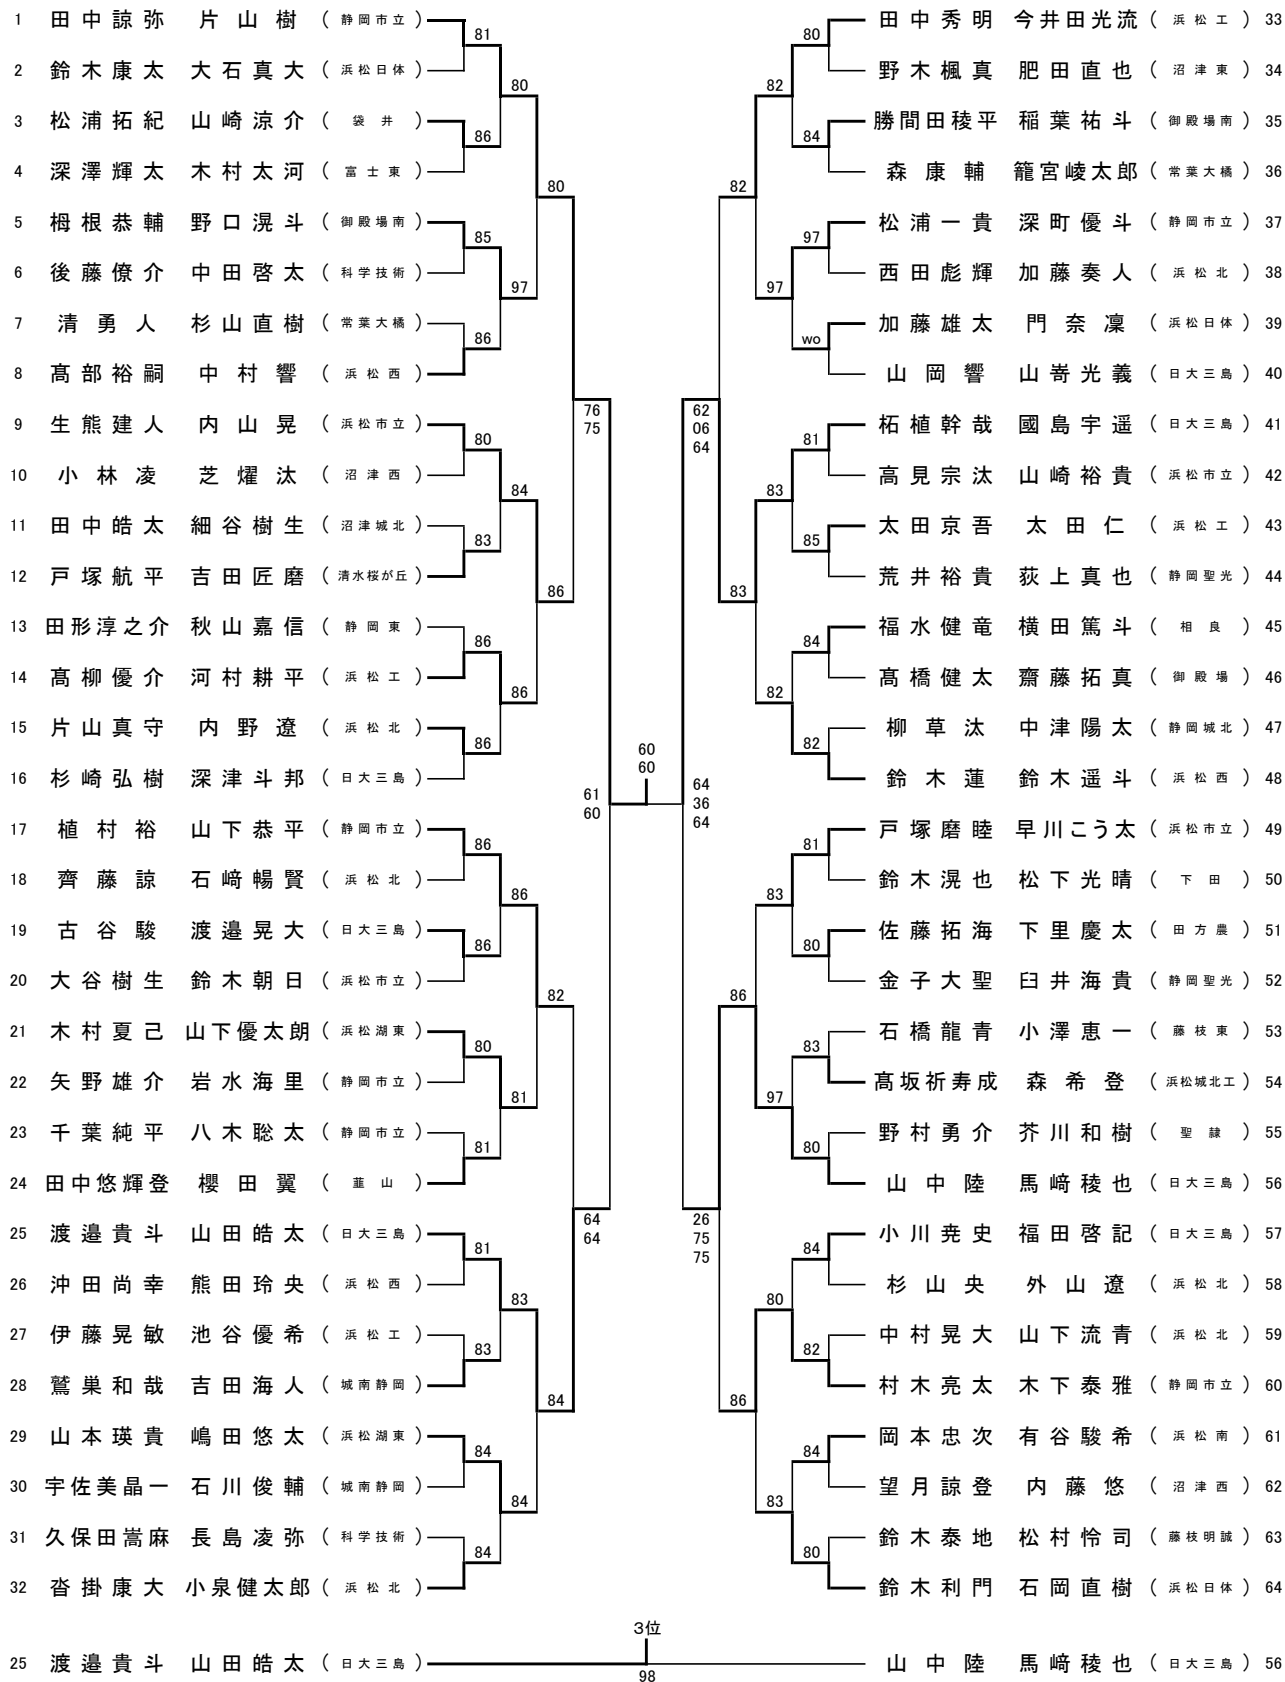 1 田中諒弥 片山樹 (静岡市立)
2 鈴木康太 大石真大 (浜松日体)
3 松浦拓紀 山崎涼介 (袋井)
4 深澤輝太 木村太河 (富士東)
5 栂根恭輔 野口滉斗 (御殿場南)
6 後藤僚介 中田啓太 (科学技術)
7 清勇人 杉山直樹 (常葉大橘)
8 髙部裕嗣 中村響 (浜松西)
9 生熊建人 内山晃 (浜松市立)
10 小林凌 芝燿汰 (沼津西)
11 田中皓太 細谷樹生 (沼津城北)
12 戸塚航平 吉田匠磨 (清水桜が丘)
13 田形淳之介 秋山嘉信 (静岡東)
14 髙柳優介 河村耕平 (浜松工)
15 片山真守 内野遼 (浜松北)
16 杉崎弘樹 深津斗邦 (日大三島)
17 植村裕 山下恭平 (静岡市立)
18 齊藤諒 石﨑暢賢 (浜松北)
19 古谷駿 渡邉晃大 (日大三島)
20 大谷樹生 鈴木朝日 (浜松市立)
21 木村夏己 山下優太朗 (浜松湖東)
22 矢野雄介 岩水海里 (静岡市立)
23 千葉純平 八木聡太 (静岡市立)
24 田中悠輝登 櫻田翼 (韮山)
25 渡邉貴斗 山田皓太 (日大三島)
26 沖田尚幸 熊田玲央 (浜松西)
27 伊藤晃敏 池谷優希 (浜松工)
28 鷲巣和哉 吉田海人 (城南静岡)
29 山本瑛貴 嶋田悠太 (浜松湖東)
30 宇佐美晶一 石川俊輔 (城南静岡)
31 久保田嵩麻 長島凌弥 (科学技術)
32 沓掛康大 小泉健太郎 (浜松北)
81
86
85
86
80
83
86
86
86
86
80
81
81
83
84
84
80
97
84
86
86
81
83
84
80
86
82
84
76
75
64
64
61
60
60
60
田中秀明 今井田光流 (浜松工) 33
野木楓真 肥田直也 (沼津東) 34
勝間田稜平 稲葉祐斗 (御殿場南) 35
森康輔 籠宮崚太郎 (常葉大橘) 36
松浦一貴 深町優斗 (静岡市立) 37
西田彪輝 加藤奏人 (浜松北) 38
加藤雄太 門奈凜 (浜松日体) 39
山岡響 山嵜光義 (日大三島) 40
柘植幹哉 國島宇遥 (日大三島) 41
高見宗汰 山崎裕貴 (浜松市立) 42
太田京吾 太田仁 (浜松工) 43
荒井裕貴 荻上真也 (静岡聖光) 44
福水健竜 横田篤斗 (相良) 45
髙橋健太 齋藤拓真 (御殿場) 46
柳草汰 中津陽太 (静岡城北) 47
鈴木蓮 鈴木遥斗 (浜松西) 48
戸塚磨睦 早川こう太 (浜松市立) 49
鈴木滉也 松下光晴 (下田) 50
佐藤拓海 下里慶太 (田方農) 51
金子大聖 臼井海貴 (静岡聖光) 52
石橋龍青 小澤恵一 (藤枝東) 53
髙坂祈寿成 森希登 (浜松城北工) 54
野村勇介 芥川和樹 (聖隷) 55
山中陸 馬﨑稜也 (日大三島) 56
小川尭史 福田啓記 (日大三島) 57
杉山央 外山遼 (浜松北) 58
中村晃大 山下流青 (浜松北) 59
村木亮太 木下泰雅 (静岡市立) 60
岡本忠次 有谷駿希 (浜松南) 61
望月諒登 内藤悠 (沼津西) 62
鈴木泰地 松村怜司 (藤枝明誠) 63
鈴木利門 石岡直樹 (浜松日体) 64
80
84
97
wo
81
85
84
82
81
80
83
80
84
82
84
80
82
97
83
82
83
97
80
83
82
83
86
86
62
06
64
26
75
75
64
36
64
3位
25 渡邉貴斗 山田皓太 (日大三島) 山中陸 馬﨑稜也 (日大三島) 56
98